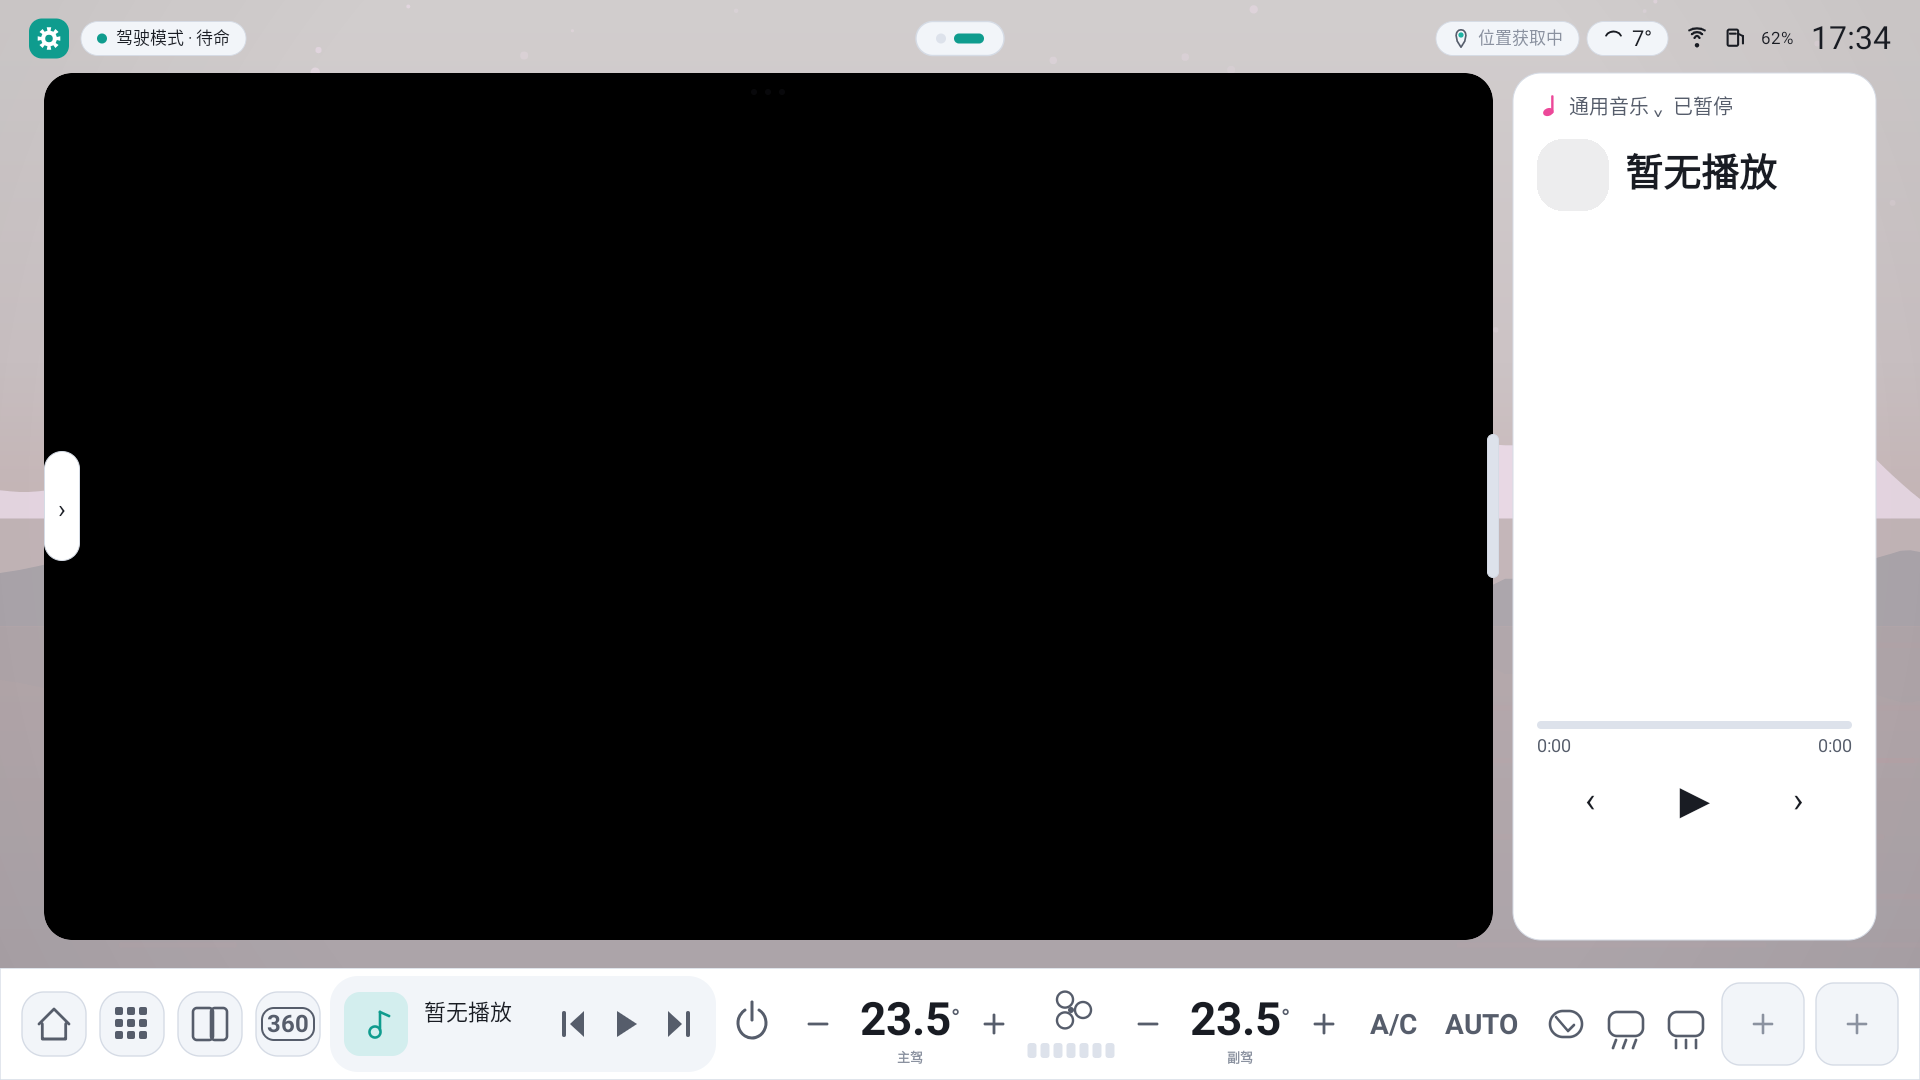 驾驶模式 · 待命
位置获取中
7°
62%
17:34
通用音乐 ˅ 已暂停
暂无播放
0:00
0:00
360
暂无播放
23.5°
主驾
23.5°
副驾
A/C
AUTO